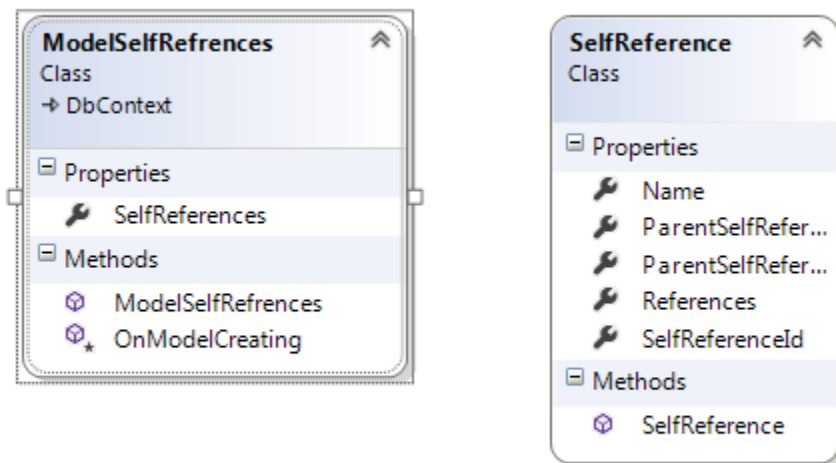 ModelSelfRefrences
Class
DbContext
Properties
SelfReferences
Methods
ModelSelfRefrences
OnModelCreating
SelfReference
Class
Properties
Name
ParentSelfRefer...
ParentSelfRefer...
References
SelfReferenceId
Methods
SelfReference